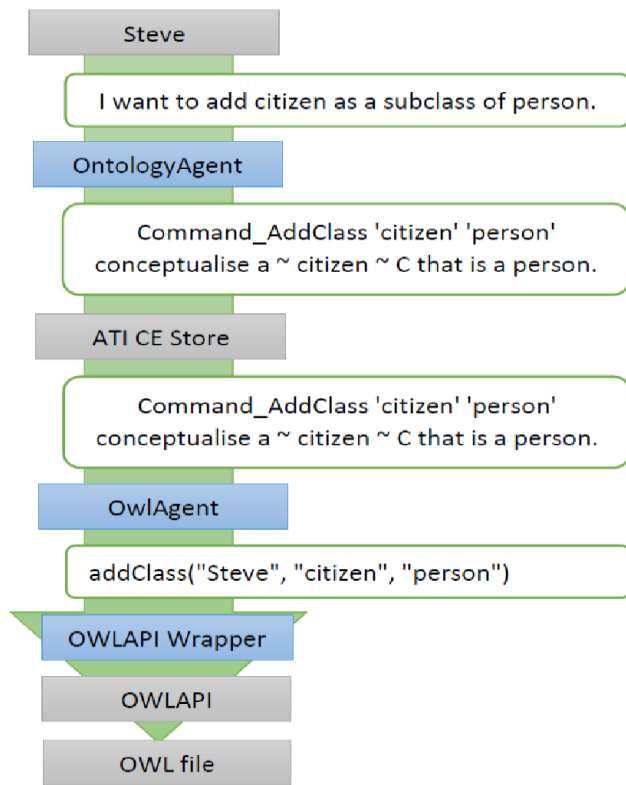 Steve
I want to add citizen as a subclass of person.
OntologyAgent
Command_AddClass 'citizen' 'person'
conceptualise a ~ citizen ~ C that is a person.
ATI CE Store
Command_AddClass 'citizen' 'person'
conceptualise a ~ citizen ~ C that is a person.
OwlAgent
addClass("Steve", "citizen", "person")
OWLAPI Wrapper
OWLAPI
OWL file